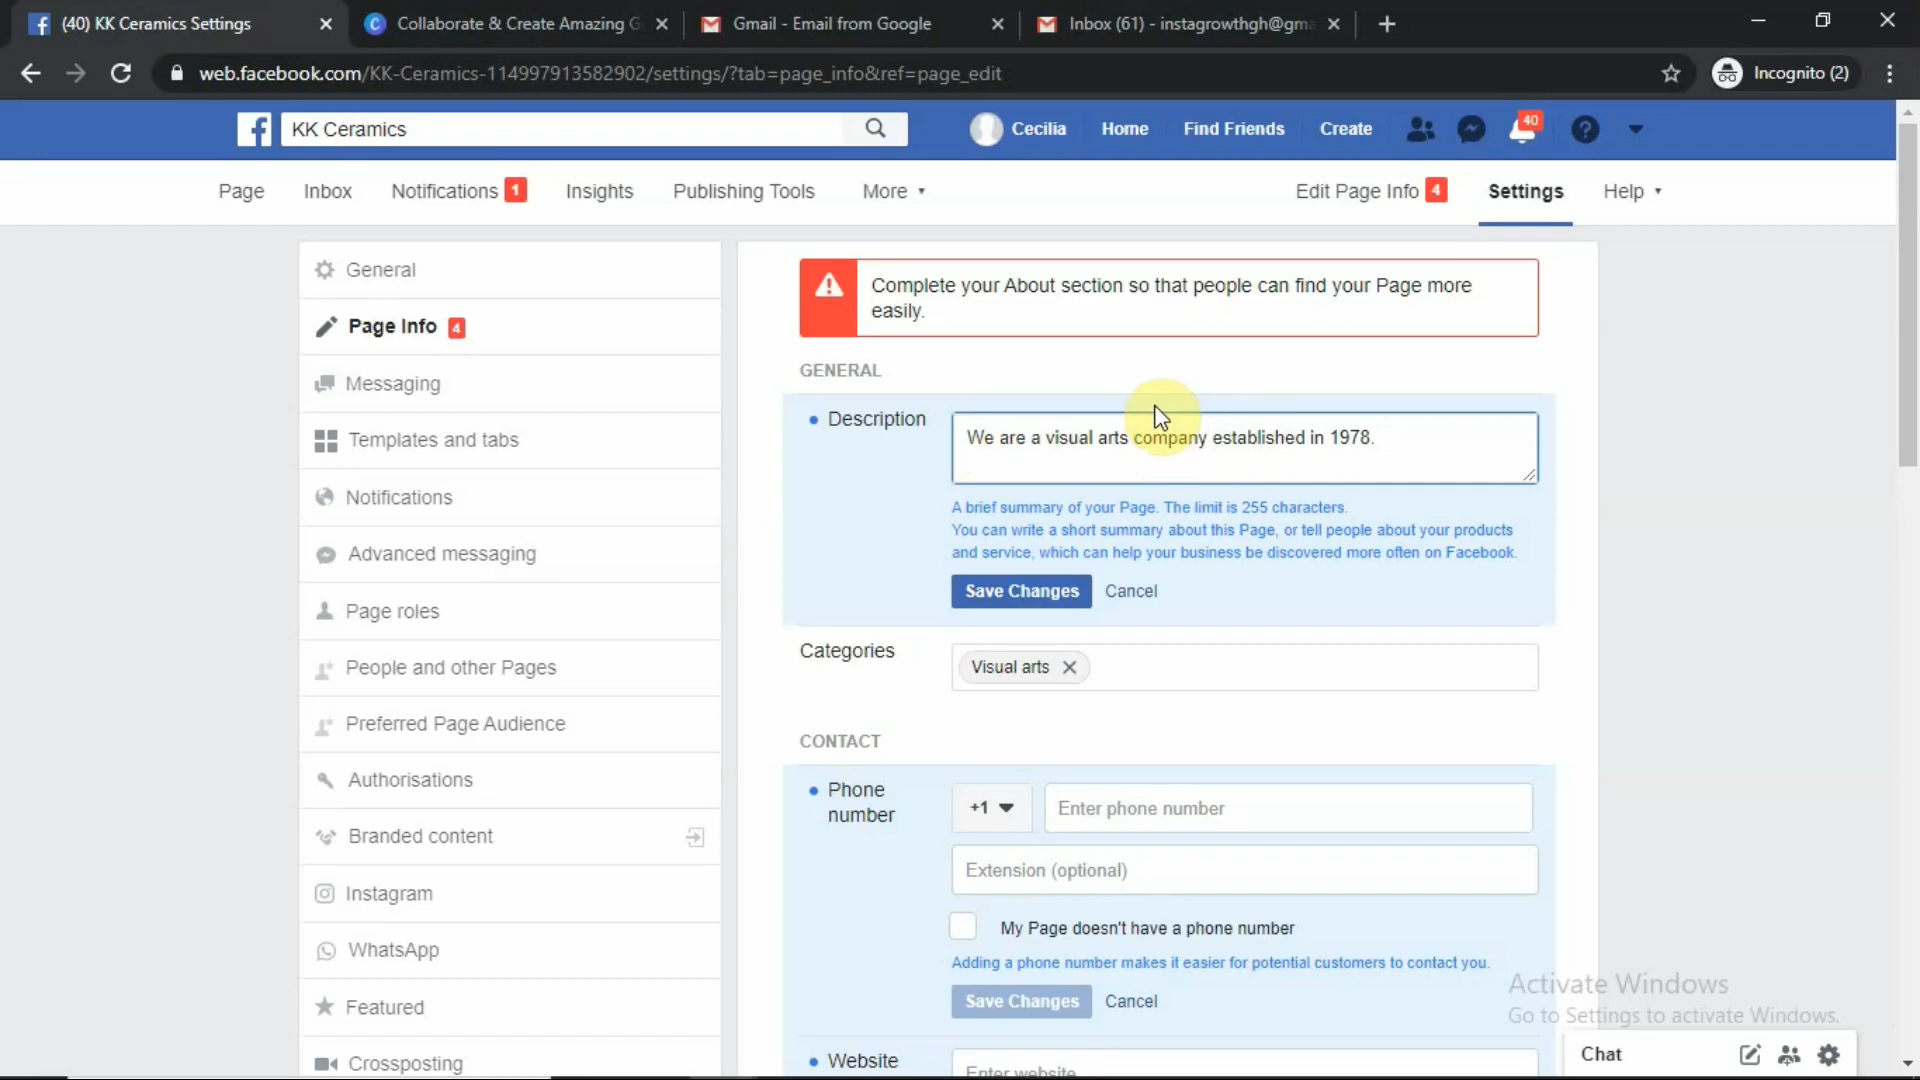 (40) KK Ceramics Settings
Collaborate & Create Amazing G
Gmail - Email from Google
Inbox (61) - instagrowthgh@gma
web.facebook.com/KK-Ceramics-114997913582902/settings/?tab=page_info&ref=page_edit
Incognito (2)
KK Ceramics
Cecilia
Home
Find Friends
Create
40
Page
Inbox
Notifications 1
Insights
Publishing Tools
More
Edit Page Info 4
Settings
Help
General
Page Info 4
Messaging
Templates and tabs
Notifications
Advanced messaging
Page roles
People and other Pages
Preferred Page Audience
Authorisations
Branded content
Instagram
WhatsApp
Featured
Crossposting
Complete your About section so that people can find your Page more
easily.
GENERAL
Description
We are a visual arts company established in 1978.
A brief summary of your Page. The limit is 255 characters.
You can write a short summary about this Page, or tell people about your products
and service, which can help your business be discovered more often on Facebook.
Save Changes
Cancel
Categories
Visual arts
CONTACT
Phone
number
+1
Enter phone number
Extension (optional)
My Page doesn't have a phone number
Adding a phone number makes it easier for potential customers to contact you.
Save Changes
Cancel
Website
Enter website
Activate Windows
Go to Settings to activate Windows.
Chat